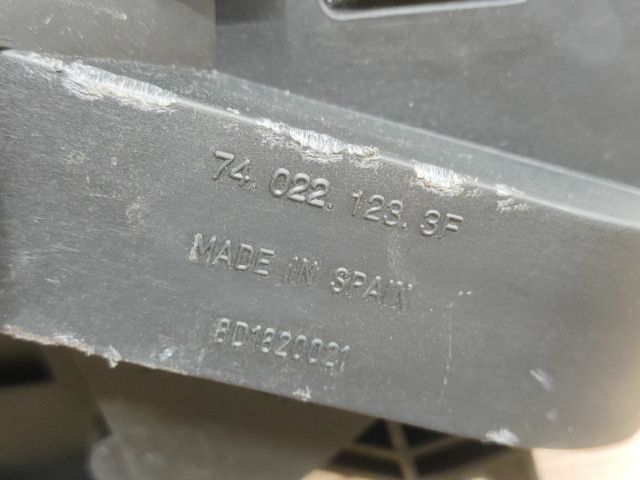 74. 022. 123. 3F
MADE IN SPAIN
8D1820021